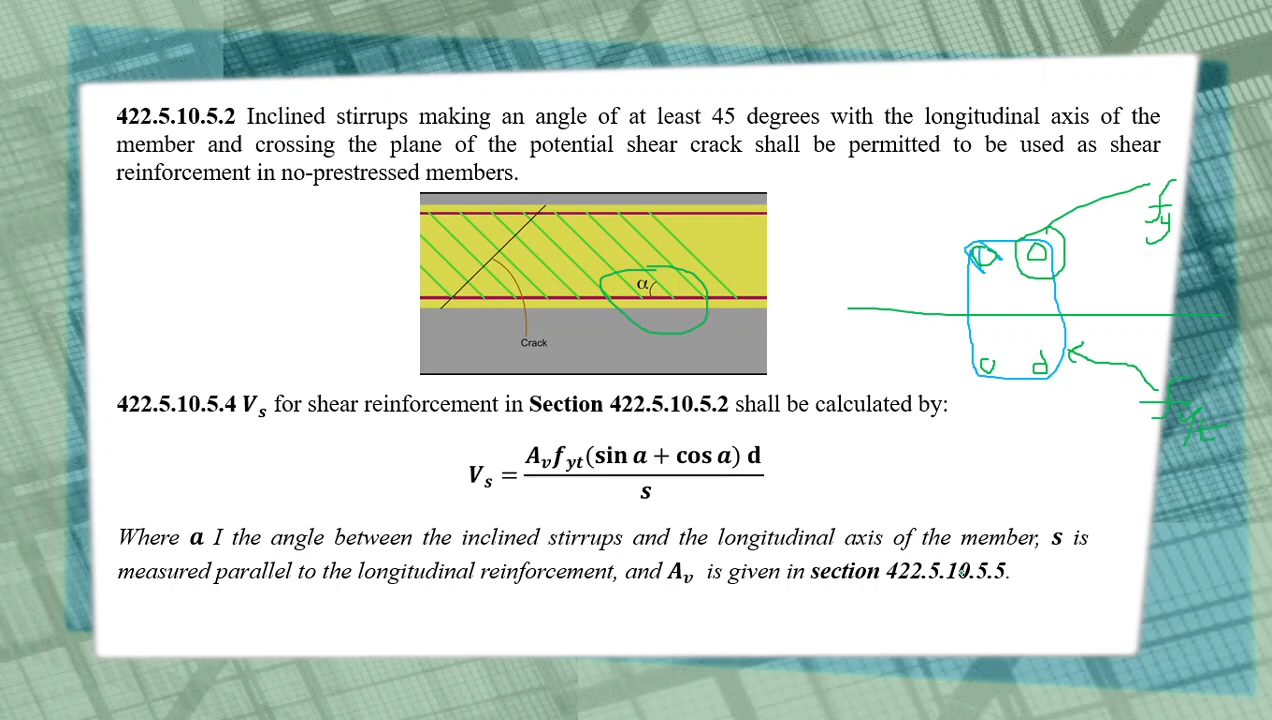 422.5.10.5.2 Inclined stirrups making an angle of at least 45 degrees with the longitudinal axis of the
member and crossing the plane of the potential shear crack shall be permitted to be used as shear
reinforcement in no-prestressed members.
α
Crack
fy
fyt
422.5.10.5.4 Vs for shear reinforcement in Section 422.5.10.5.2 shall be calculated by:
Vs = Avfyt(sin a + cos a) d / s
Where a I the angle between the inclined stirrups and the longitudinal axis of the member, s is
measured parallel to the longitudinal reinforcement, and Av is given in section 422.5.10.5.5.